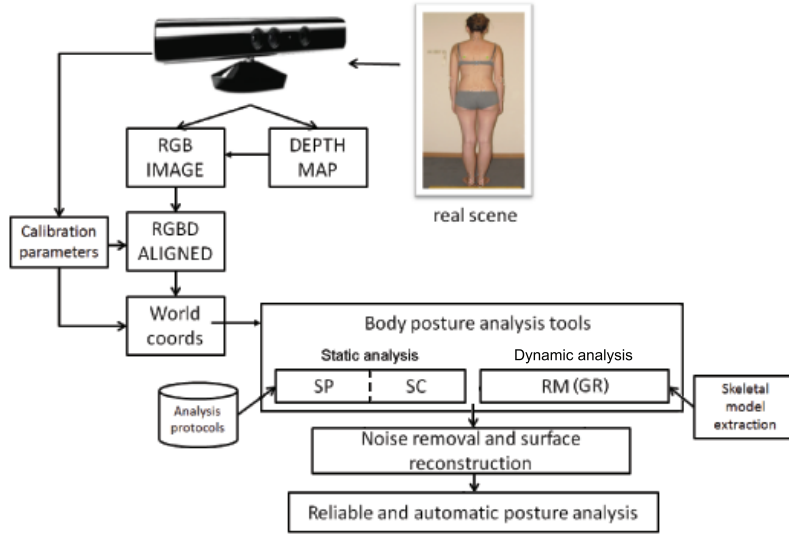 RGB
IMAGE
DEPTH
MAP
real scene
Calibration
parameters
RGBD
ALIGNED
World
coords
Body posture analysis tools
Static analysis
Dynamic analysis
SP
SC
RM (GR)
Analysis
protocols
Skeletal
model
extraction
Noise removal and surface
reconstruction
Reliable and automatic posture analysis